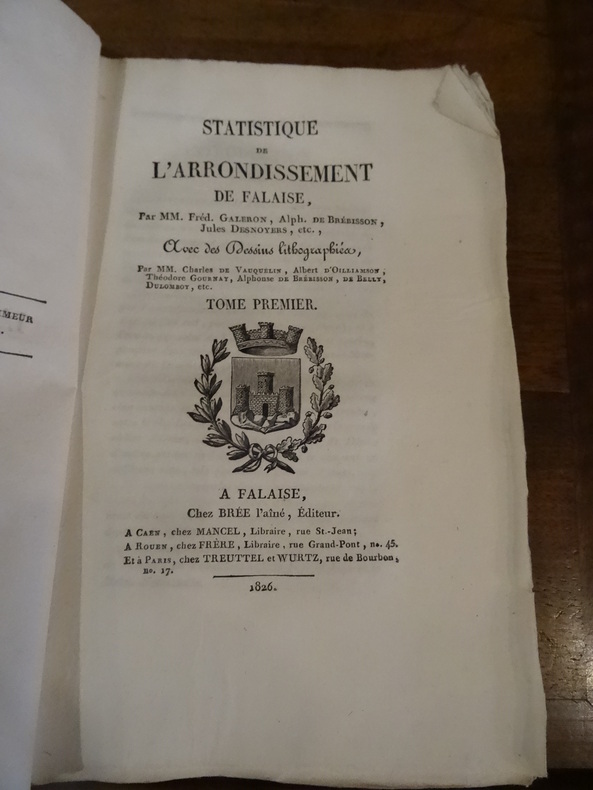 STATISTIQUE
DE
L'ARRONDISSEMENT
DE FALAISE,
Par MM. Fréd. GALERON, Alph. DE BRÉBISSON,
Jules DESNOYERS, etc.,
Avec des Dessins lithographiés,
Par MM. Charles DE VAUQUELIN, Albert D'OILLIAMSON,
Théodore GOURNAY, Alphonse DE BRÉBISSON, DE BELLY,
DULOMBOY, etc.
TOME PREMIER.
A FALAISE,
Chez BRÉE l'aîné, Éditeur.
A CAEN, chez MANCEL, Libraire, rue St.-Jean;
A ROUEN, chez FRÈRE, Libraire, rue Grand-Pont, no. 45.
Et à PARIS, chez TREUTTEL et WURTZ, rue de Bourbon,
no. 17.
1826.